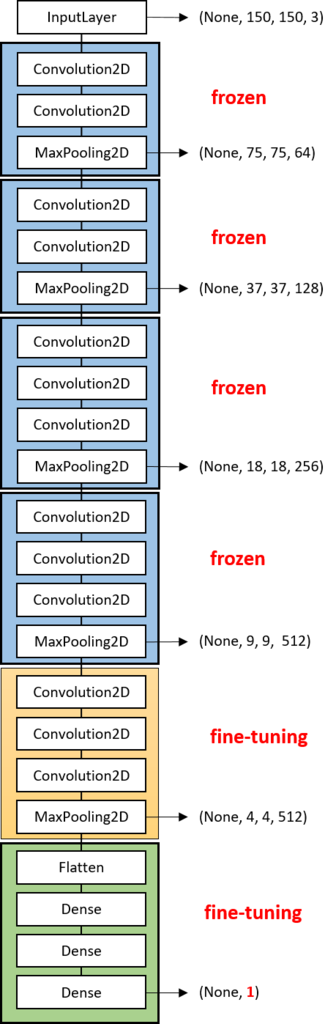 InputLayer
(None, 150, 150, 3)
Convolution2D
Convolution2D
frozen
MaxPooling2D
(None, 75, 75, 64)
Convolution2D
Convolution2D
frozen
MaxPooling2D
(None, 37, 37, 128)
Convolution2D
Convolution2D
frozen
Convolution2D
MaxPooling2D
(None, 18, 18, 256)
Convolution2D
Convolution2D
frozen
Convolution2D
MaxPooling2D
(None, 9, 9, 512)
Convolution2D
Convolution2D
fine-tuning
Convolution2D
MaxPooling2D
(None, 4, 4, 512)
Flatten
Dense
fine-tuning
Dense
Dense
(None, 1)